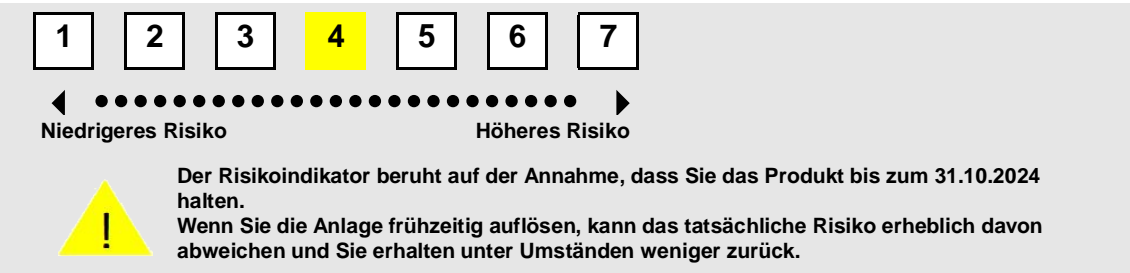 1 2 3 4 5 6 7
Niedrigeres Risiko Höheres Risiko
Der Risikoindikator beruht auf der Annahme, dass Sie das Produkt bis zum 31.10.2024
halten.
Wenn Sie die Anlage frühzeitig auflösen, kann das tatsächliche Risiko erheblich davon
abweichen und Sie erhalten unter Umständen weniger zurück.
!